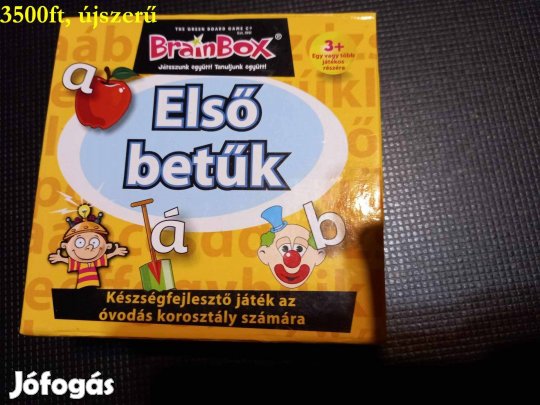 3500ft, újszerű
THE GREEN BOARD GAME Cº
BrainBox
Játsszunk együtt! Tanuljunk együtt!
3+
Egy vagy több
játékos
részére
a
Első
betűk
á
b
Készségfejlesztő játék az
óvodás korosztály számára
Jófogás